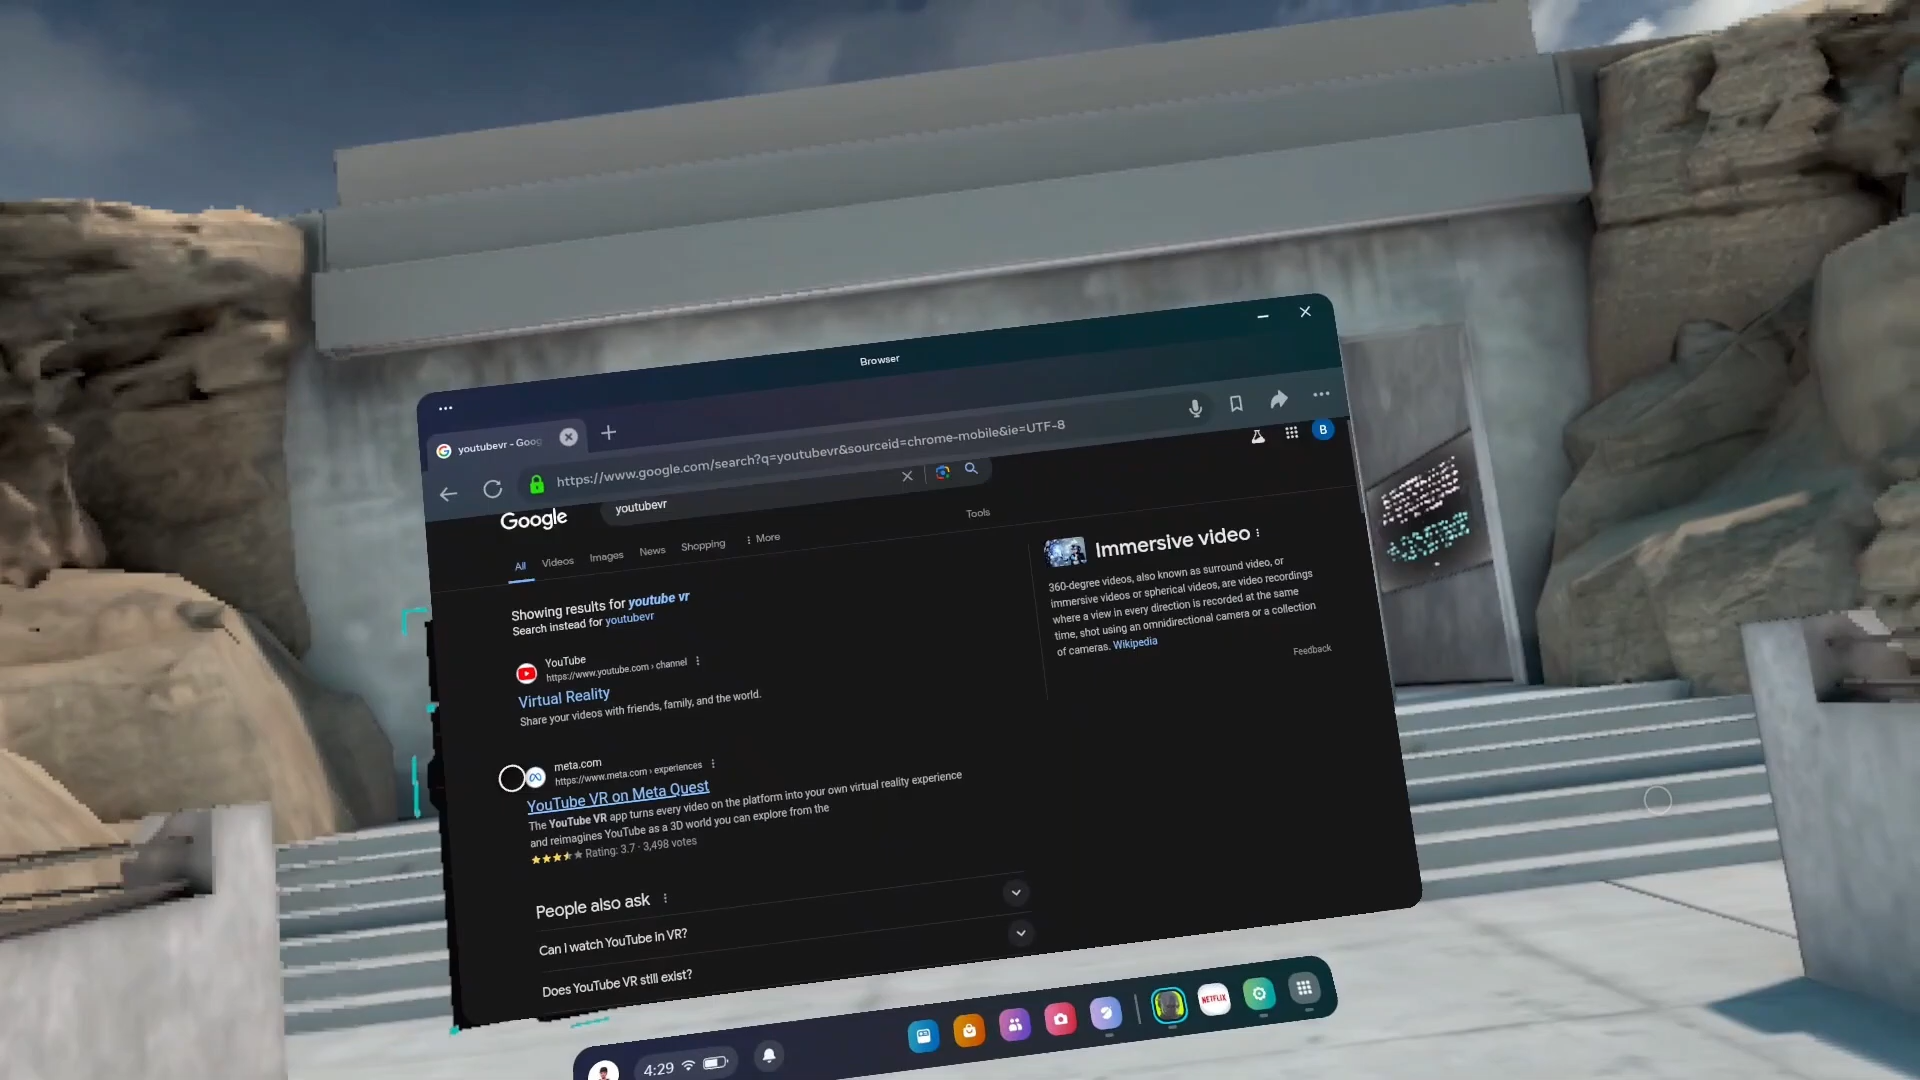 Browser
youtubevr - Goog
https://www.google.com/search?q=youtubevr&sourceid=chrome-mobile&ie=UTF-8
B
Google
youtubevr
All
Videos
Images
News
Shopping
More
Tools
Showing results for youtube vr
Search instead for youtubevr
YouTube
https://www.youtube.com › channel
Virtual Reality
Share your videos with friends, family, and the world.
meta.com
https://www.meta.com › experiences
YouTube VR on Meta Quest
The YouTube VR app turns every video on the platform into your own virtual reality experience
and reimagines YouTube as a 3D world you can explore from the
Rating: 3.7 · 3,498 votes
People also ask
Can I watch YouTube in VR?
Does YouTube VR still exist?
Immersive video
360-degree videos, also known as surround video, or
immersive videos or spherical videos, are video recordings
where a view in every direction is recorded at the same
time, shot using an omnidirectional camera or a collection
of cameras. Wikipedia
Feedback
4:29
NETFLIX